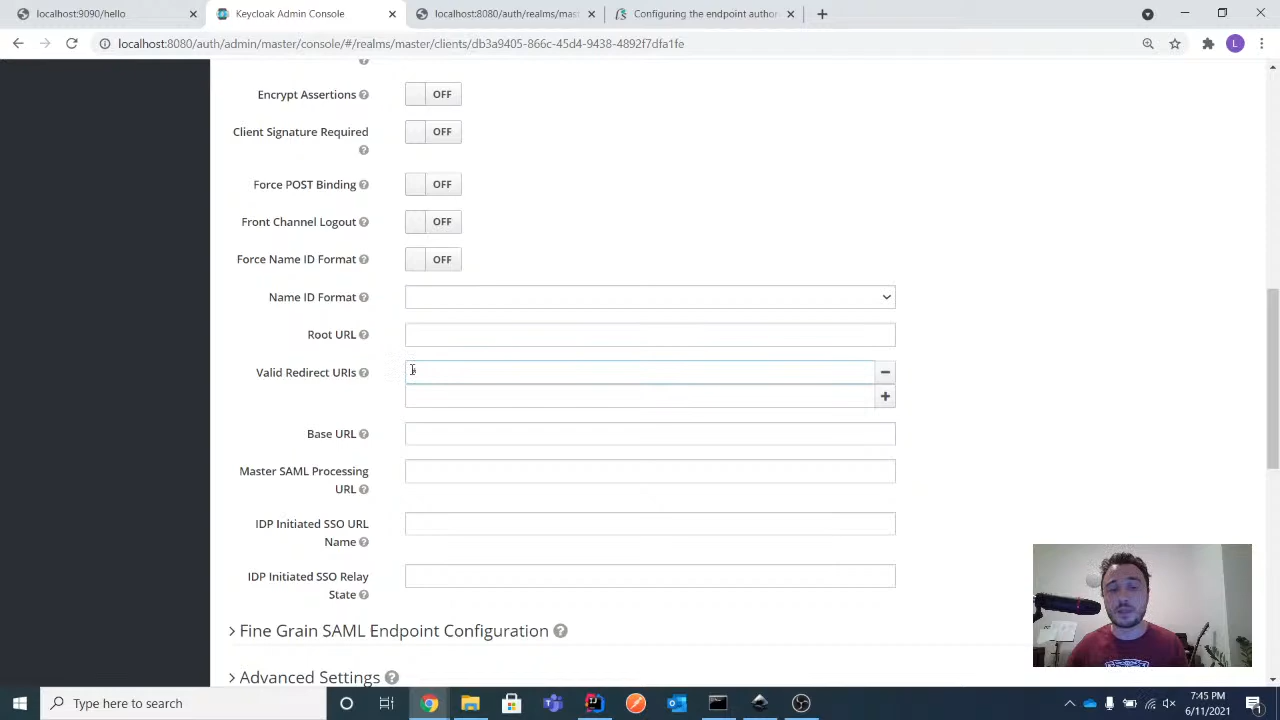 localhost:9090/hello
Keycloak Admin Console
localhost:8080/auth/realms/mas
Configuring the endpoint author
localhost:8080/auth/admin/master/console/#/realms/master/clients/db3a9405-866c-45d4-9438-4892f7dfa1fe
L
Encrypt Assertions
OFF
Client Signature Required
OFF
Force POST Binding
OFF
Front Channel Logout
OFF
Force Name ID Format
OFF
Name ID Format
Root URL
Valid Redirect URIs
Base URL
Master SAML Processing
URL
IDP Initiated SSO URL
Name
IDP Initiated SSO Relay
State
Fine Grain SAML Endpoint Configuration
Advanced Settings
Type here to search
7:45 PM
6/11/2021